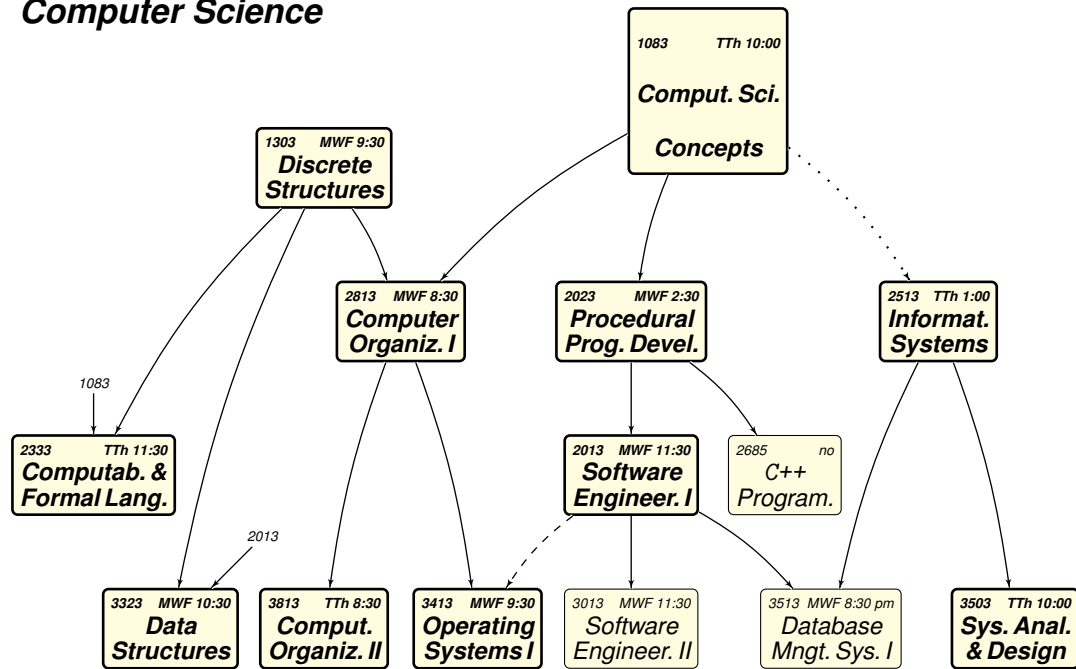 Computer Science
1083 TTh 10:00
Comput. Sci.
Concepts
1303 MWF 9:30
Discrete
Structures
2813 MWF 8:30
Computer
Organiz. I
2023 MWF 2:30
Procedural
Prog. Devel.
2513 TTh 1:00
Informat.
Systems
1083
2333 TTh 11:30
Computab. &
Formal Lang.
2013 MWF 11:30
Software
Engineer. I
2685 no
C++
Program.
2013
3323 MWF 10:30
Data
Structures
3813 TTh 8:30
Comput.
Organiz. II
3413 MWF 9:30
Operating
Systems I
3013 MWF 11:30
Software
Engineer. II
3513 MWF 8:30 pm
Database
Mngt. Sys. I
3503 TTh 10:00
Sys. Anal.
& Design